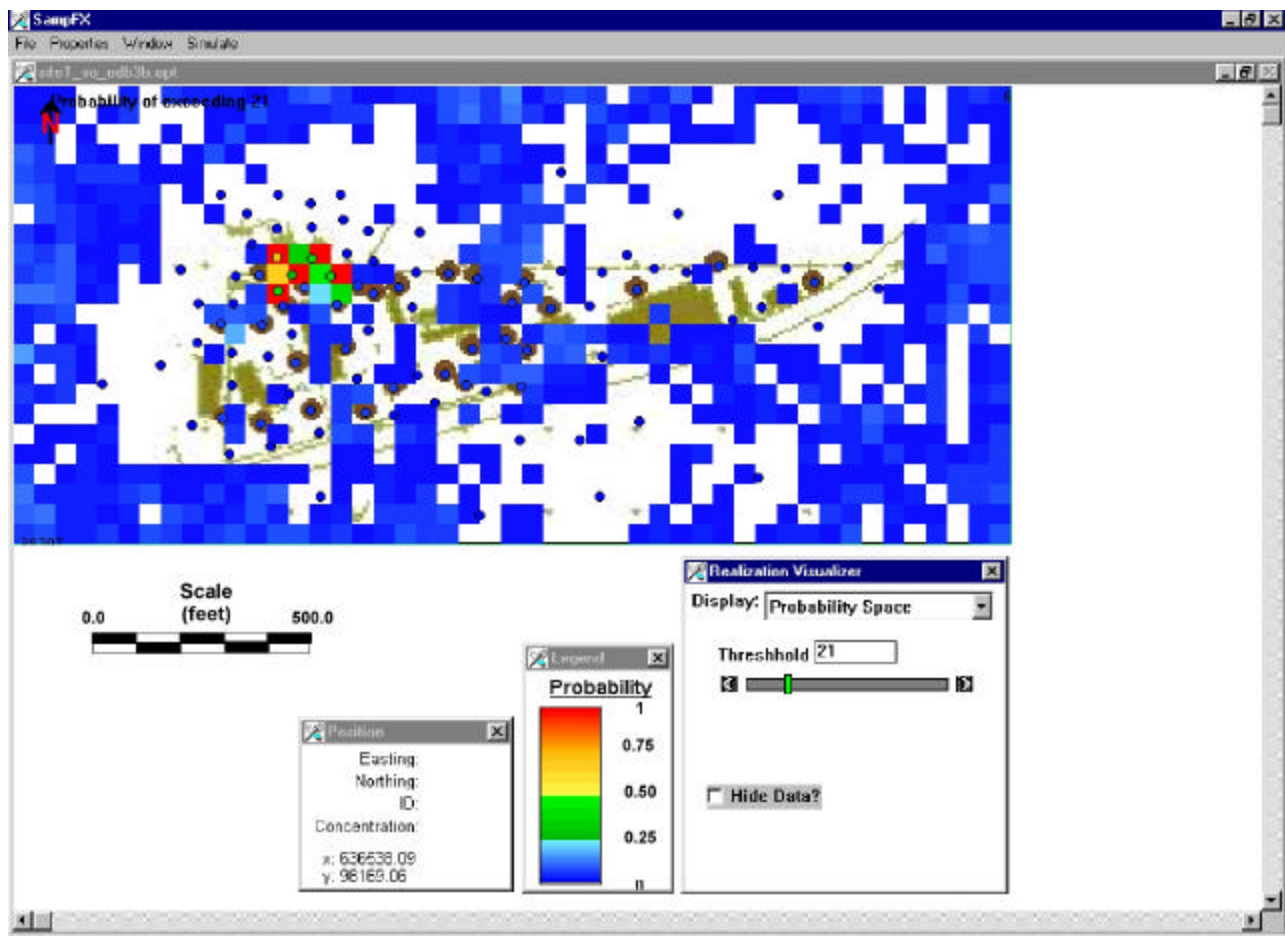 SampFX
File Properties Window Simulate
Probability of exceeding 21
N
Scale
(feet)
0.0 500.0
Realization Visualizer
Display: Probability Space
Threshhold 21
Hide Data?
Legend
Probability
1
0.75
0.50
0.25
Position
Easting:
Northing:
ID:
Concentration:
x: 636538.09
y: 98169.06